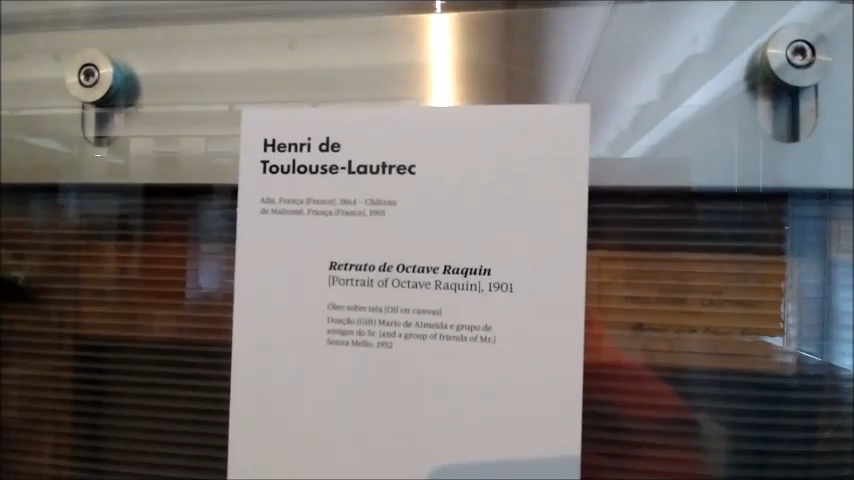 Henri de
Toulouse-Lautrec
Albi, França [France], 1864 – Château
de Malromé, França [France], 1901
Retrato de Octave Raquin
[Portrait of Octave Raquin], 1901
Óleo sobre tela [Oil on canvas]
Doação [Gift] Mario de Almeida e grupo de
amigos do Sr. [and a group of friends of Mr.]
Souza Mello, 1952